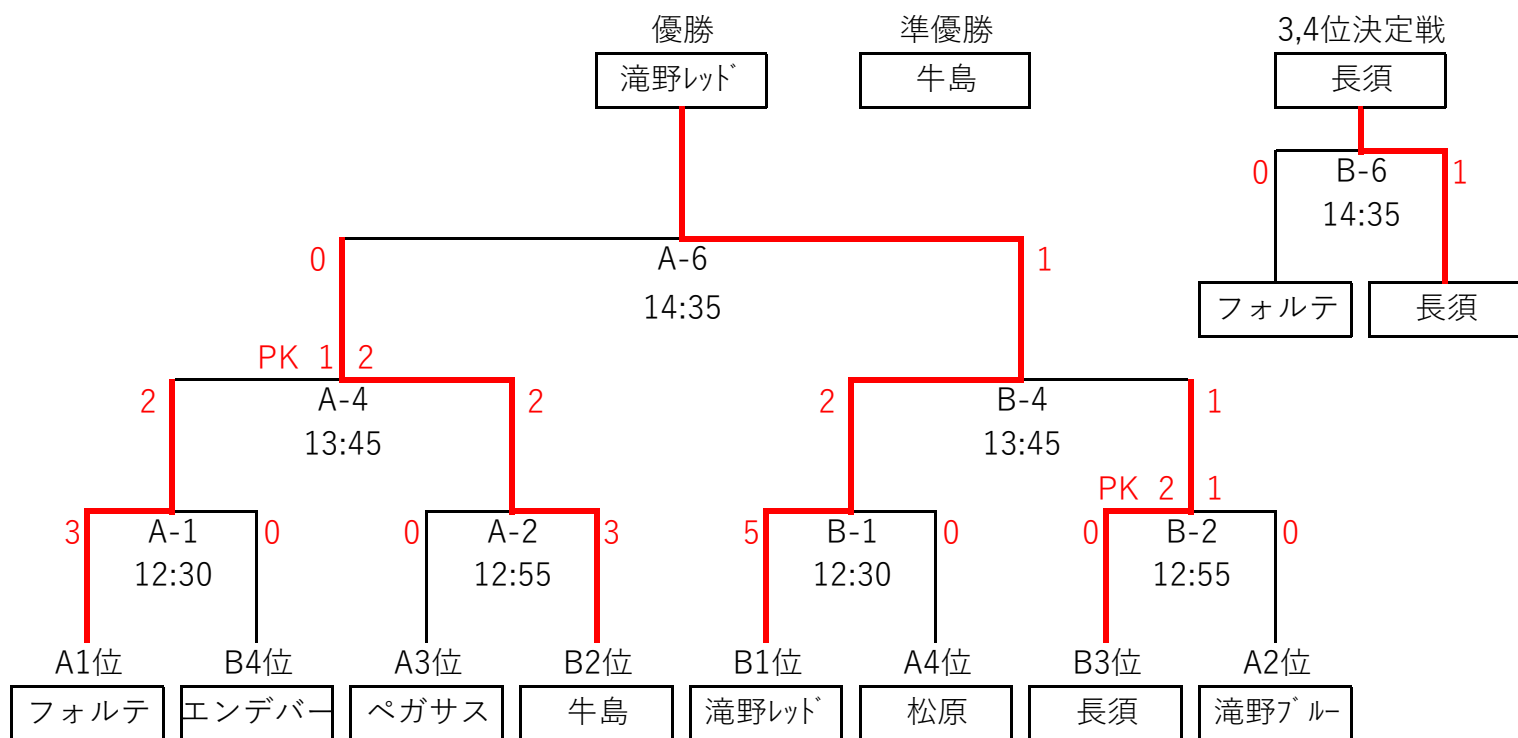 優勝 準優勝 3,4位決定戦
滝野ﾚｯﾄﾞ 牛島 長須
0 B-6 1
14:35
0 A-6 1
14:35 フォルテ 長須
PK 1 2
2 A-4 2 2 B-4 1
13:45 13:45
PK 2 1
3 A-1 0 0 A-2 3 5 B-1 0 0 B-2 0
12:30 12:55 12:30 12:55
A1位 B4位 A3位 B2位 B1位 A4位 B3位 A2位
フォルテ エンデバー ペガサス 牛島 滝野ﾚｯﾄﾞ 松原 長須 滝野ﾌﾞﾙｰ